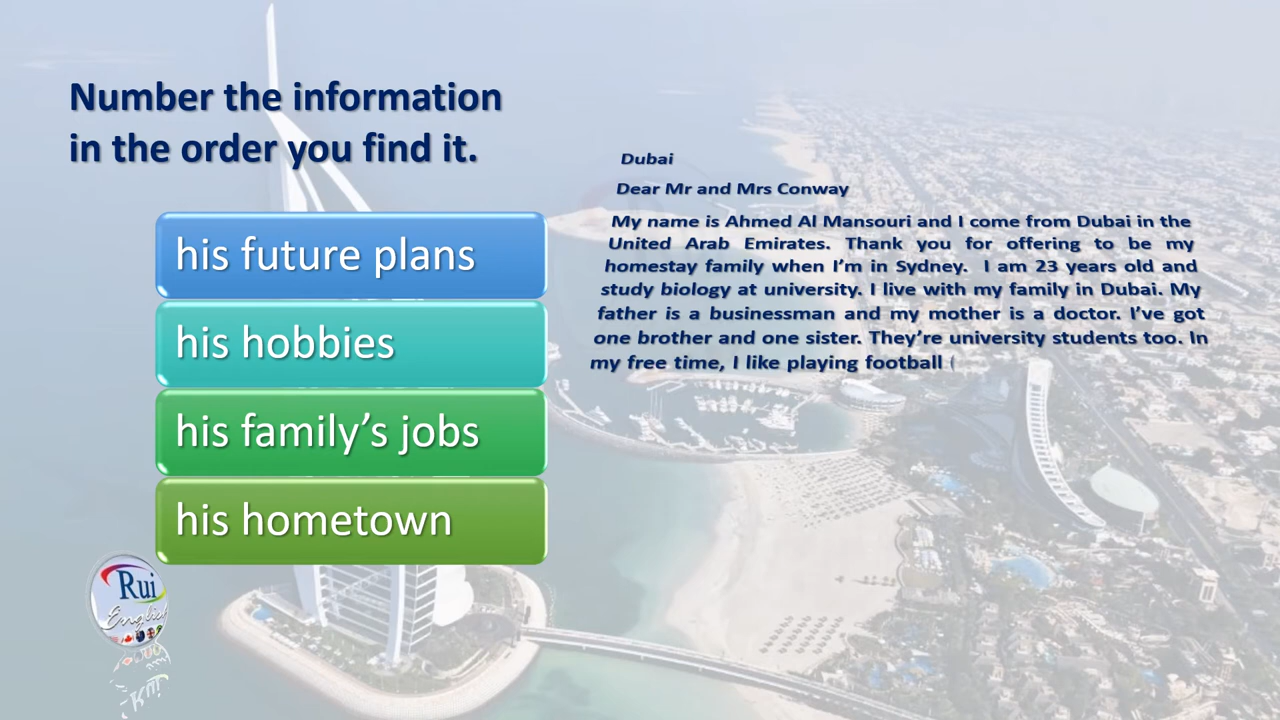 Number the information
in the order you find it.
his future plans
his hobbies
his family's jobs
his hometown
Dubai
Dear Mr and Mrs Conway
My name is Ahmed Al Mansouri and I come from Dubai in the
United Arab Emirates. Thank you for offering to be my
homestay family when I'm in Sydney. I am 23 years old and
study biology at university. I live with my family in Dubai. My
father is a businessman and my mother is a doctor. I've got
one brother and one sister. They're university students too. In
my free time, I like playing football (
Rui
English